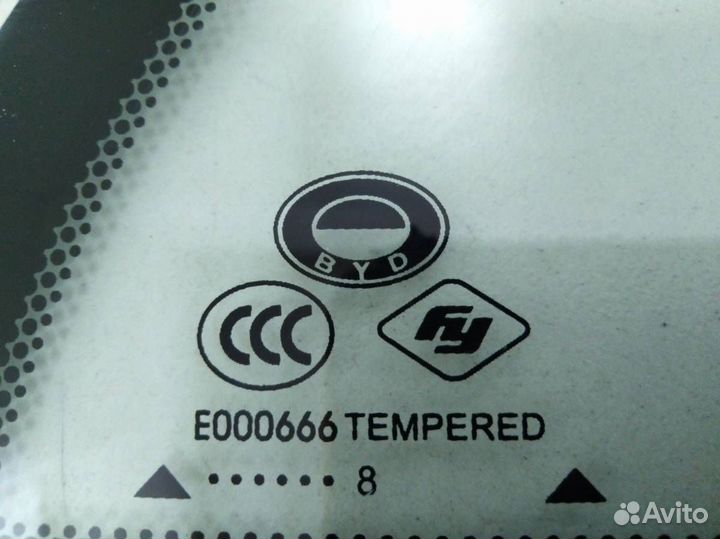 BYD
CCC
fy
E000666 TEMPERED
...... 8
Avito